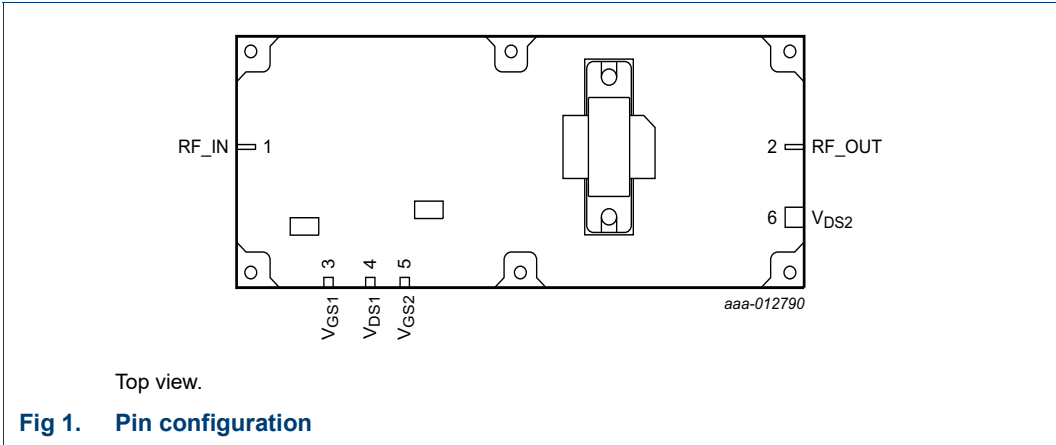 RF_IN 1
2 RF_OUT
6 VDS2
3 4 5
VGS1 VDS1 VGS2
aaa-012790
Top view.
Fig 1. Pin configuration